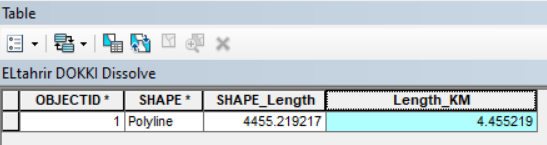 Table
ELtahrir DOKKI Dissolve
OBJECTID * SHAPE * SHAPE_Length Length_KM
1 Polyline 4455.219217 4.455219